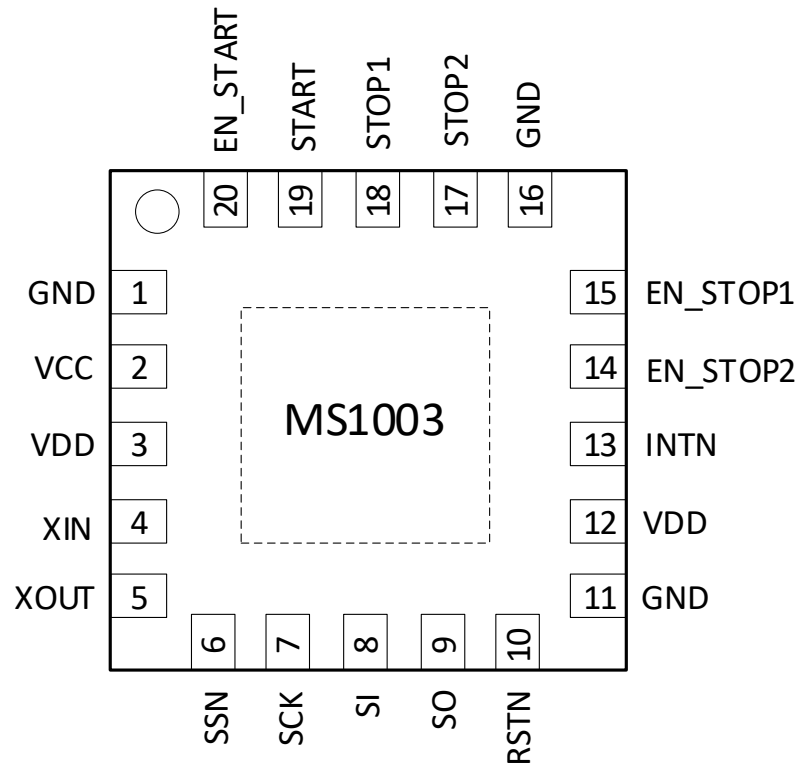 EN_START
START
STOP1
STOP2
GND
20
19
18
17
16
GND 1
15 EN_STOP1
VCC 2
14 EN_STOP2
MS1003
VDD 3
13 INTN
XIN 4
12 VDD
XOUT 5
11 GND
6
7
8
9
10
SSN
SCK
SI
SO
RSTN